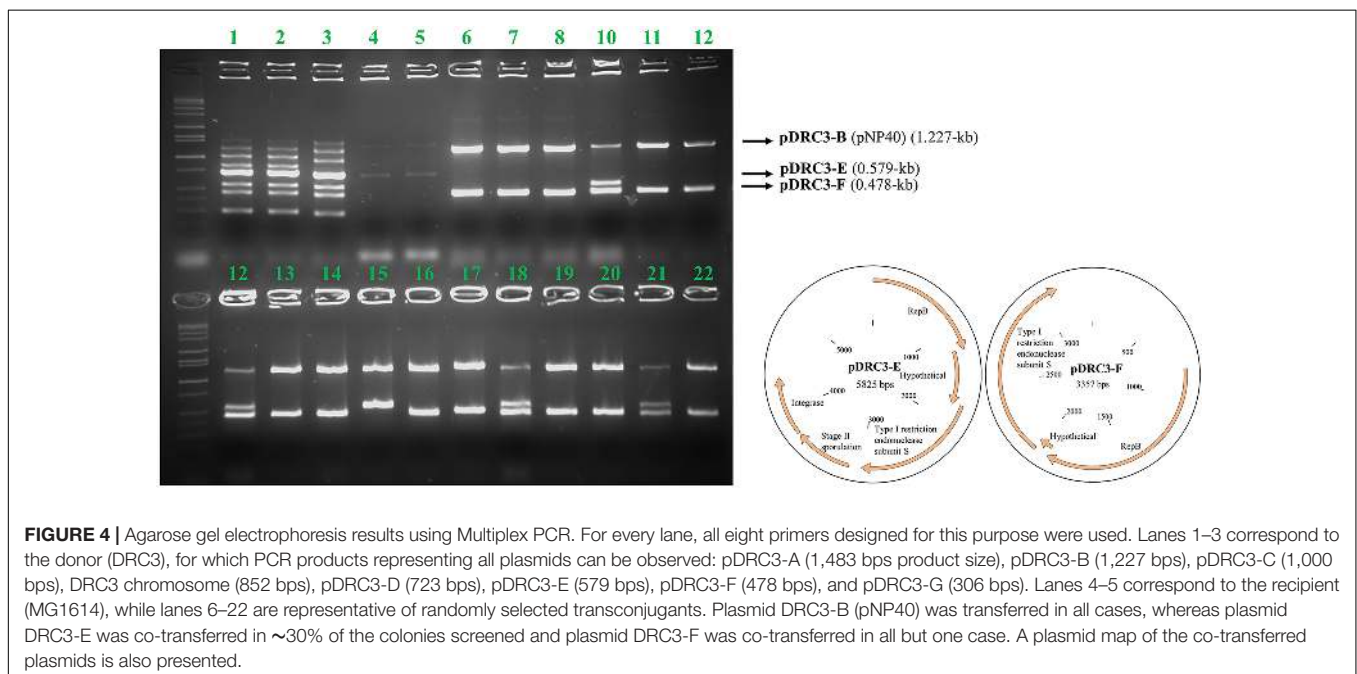 1 2 3 4 5 6 7 8 10 11 12
pDRC3-B (pNP40) (1.227-kb)
pDRC3-E (0.579-kb)
pDRC3-F (0.478-kb)
12 13 14 15 16 17 18 19 20 21 22
RepB
5000
1000
pDRC3-E
5825 bps
Hypothetical
2000
4000
Integrase
3000
Type I restriction
endonuclease
subunit S
Stage II
sporulation
Type I
restriction
endonuclease
subunit S
3000
500
pDRC3-F
2500
3357 bps
1000
2000
1500
Hypothetical
RepB
FIGURE 4 | Agarose gel electrophoresis results using Multiplex PCR. For every lane, all eight primers designed for this purpose were used. Lanes 1–3 correspond to
the donor (DRC3), for which PCR products representing all plasmids can be observed: pDRC3-A (1,483 bps product size), pDRC3-B (1,227 bps), pDRC3-C (1,000
bps), DRC3 chromosome (852 bps), pDRC3-D (723 bps), pDRC3-E (579 bps), pDRC3-F (478 bps), and pDRC3-G (306 bps). Lanes 4–5 correspond to the recipient
(MG1614), while lanes 6–22 are representative of randomly selected transconjugants. Plasmid DRC3-B (pNP40) was transferred in all cases, whereas plasmid
DRC3-E was co-transferred in ∼30% of the colonies screened and plasmid DRC3-F was co-transferred in all but one case. A plasmid map of the co-transferred
plasmids is also presented.